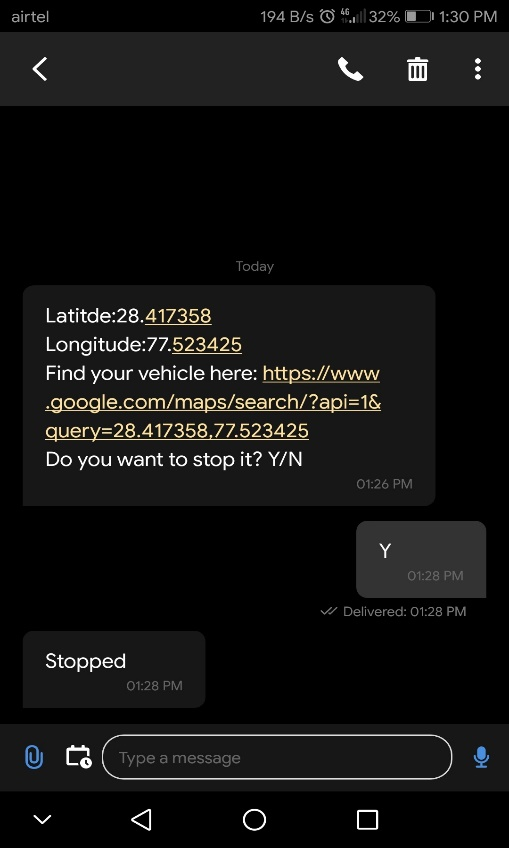 airtel 194 B/s 4G 32% 1:30 PM
Today
Latitde:28.417358
Longitude:77.523425
Find your vehicle here: https://www
.google.com/maps/search/?api=1&
query=28.417358,77.523425
Do you want to stop it? Y/N
01:26 PM
Y
01:28 PM
Delivered: 01:28 PM
Stopped
01:28 PM
Type a message